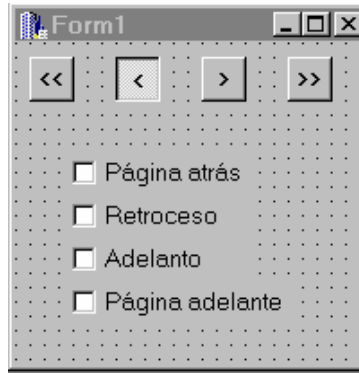 Form1
<< < > >>
Página atrás
Retroceso
Adelanto
Página adelante